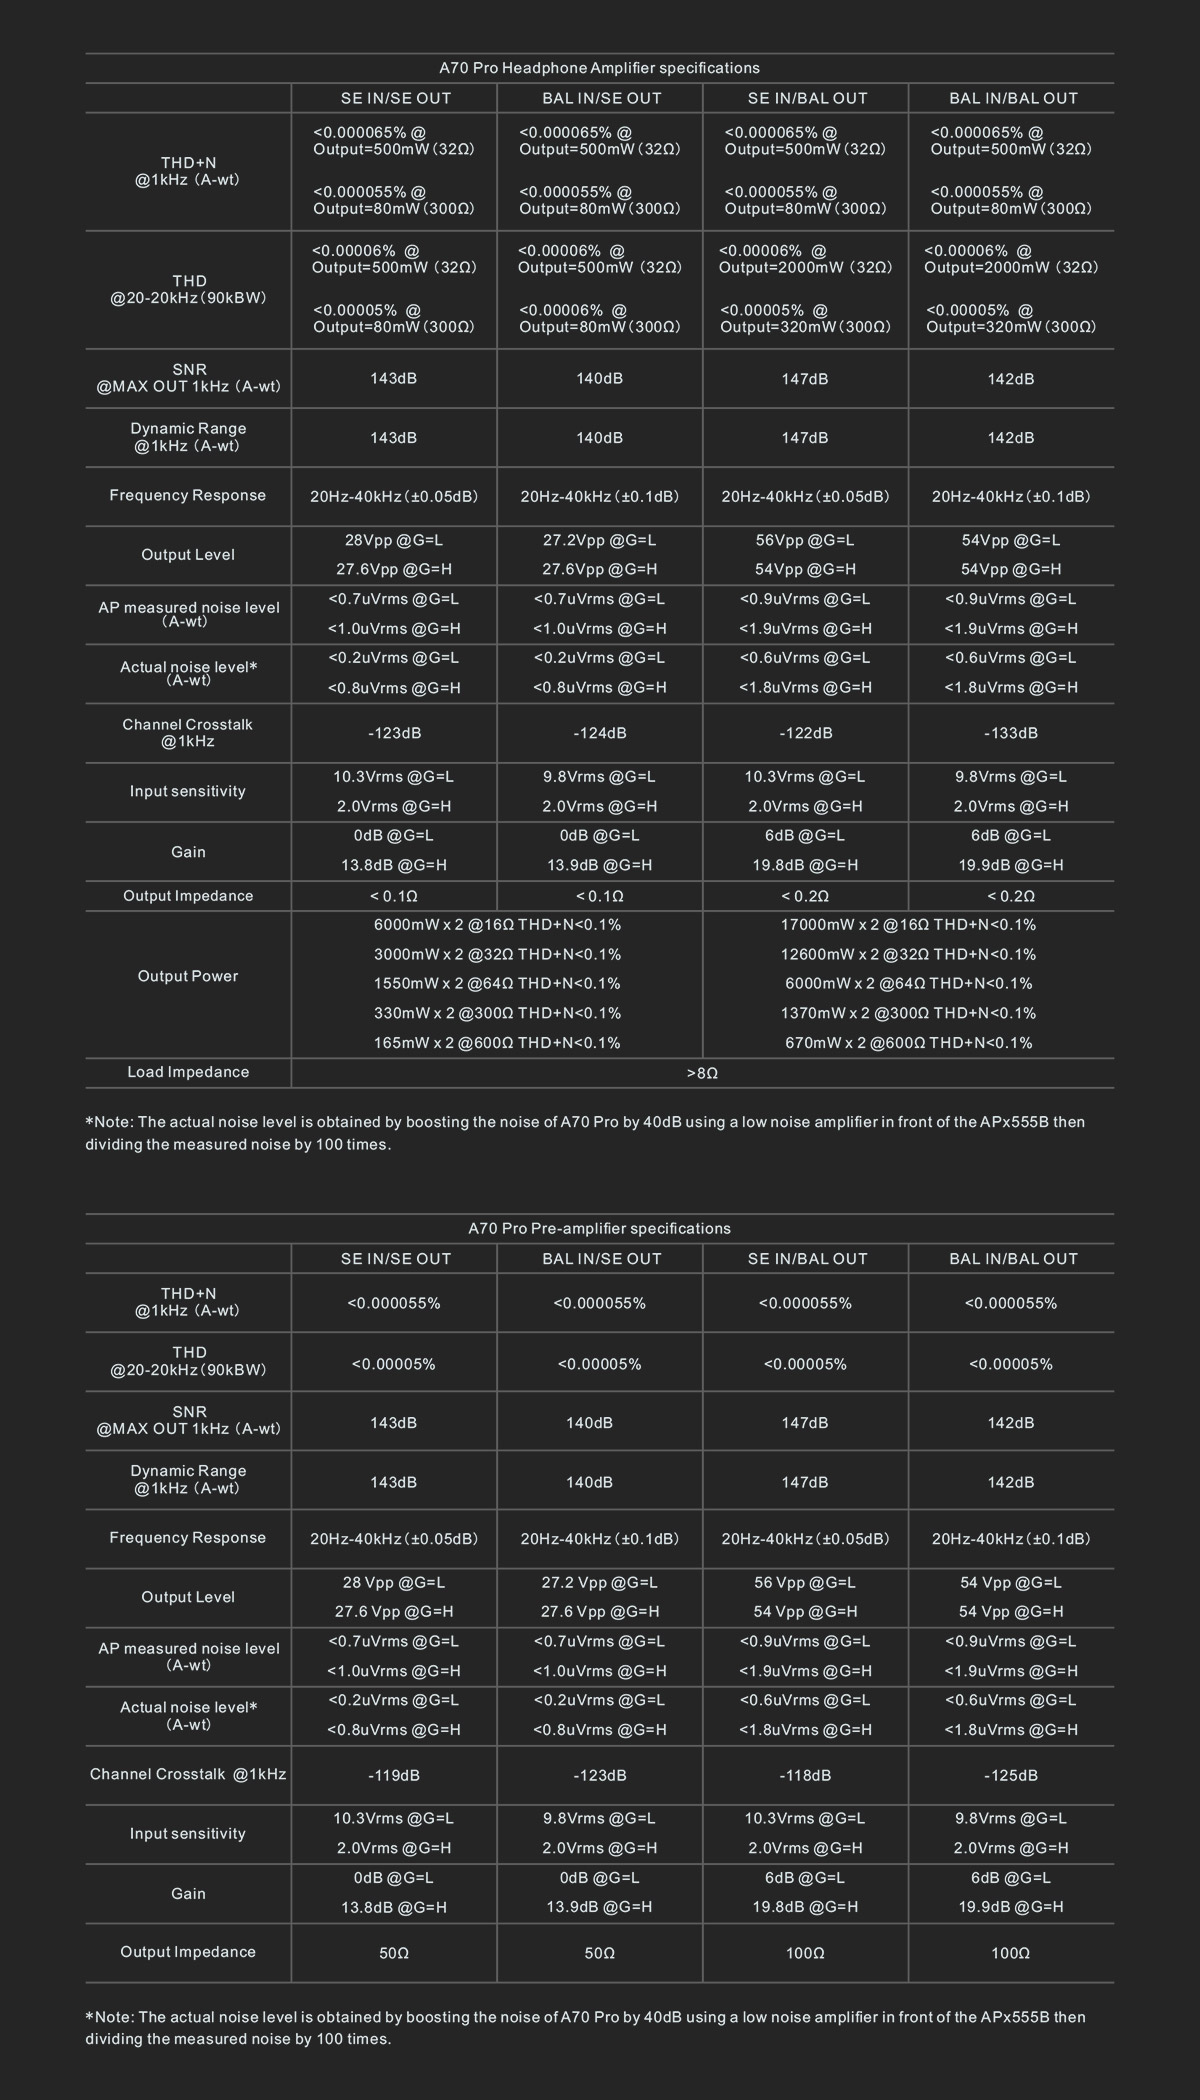 A70 Pro Headphone Amplifier specifications
SE IN/SE OUT BAL IN/SE OUT SE IN/BAL OUT BAL IN/BAL OUT
THD+N
@1kHz (A-wt)
<0.000065% @ <0.000065% @ <0.000065% @ <0.000065% @
Output=500mW (32Ω) Output=500mW (32Ω) Output=500mW (32Ω) Output=500mW (32Ω)
<0.000055% @ <0.000055% @ <0.000055% @ <0.000055% @
Output=80mW (300Ω) Output=80mW (300Ω) Output=80mW (300Ω) Output=80mW (300Ω)
THD
@20-20kHz (90kBW)
<0.00006% @ <0.00006% @ <0.00006% @ <0.00006% @
Output=500mW (32Ω) Output=500mW (32Ω) Output=2000mW (32Ω) Output=2000mW (32Ω)
<0.00005% @ <0.00006% @ <0.00005% @ <0.00005% @
Output=80mW (300Ω) Output=80mW (300Ω) Output=320mW (300Ω) Output=320mW (300Ω)
SNR
@MAX OUT 1kHz (A-wt)
143dB 140dB 147dB 142dB
Dynamic Range
@1kHz (A-wt)
143dB 140dB 147dB 142dB
Frequency Response 20Hz-40kHz (±0.05dB) 20Hz-40kHz (±0.1dB) 20Hz-40kHz (±0.05dB) 20Hz-40kHz (±0.1dB)
Output Level
28Vpp @G=L 27.2Vpp @G=L 56Vpp @G=L 54Vpp @G=L
27.6Vpp @G=H 27.6Vpp @G=H 54Vpp @G=H 54Vpp @G=H
AP measured noise level
(A-wt)
<0.7uVrms @G=L <0.7uVrms @G=L <0.9uVrms @G=L <0.9uVrms @G=L
<1.0uVrms @G=H <1.0uVrms @G=H <1.9uVrms @G=H <1.9uVrms @G=H
Actual noise level*
(A-wt)
<0.2uVrms @G=L <0.2uVrms @G=L <0.6uVrms @G=L <0.6uVrms @G=L
<0.8uVrms @G=H <0.8uVrms @G=H <1.8uVrms @G=H <1.8uVrms @G=H
Channel Crosstalk
@1kHz
-123dB -124dB -122dB -133dB
Input sensitivity
10.3Vrms @G=L 9.8Vrms @G=L 10.3Vrms @G=L 9.8Vrms @G=L
2.0Vrms @G=H 2.0Vrms @G=H 2.0Vrms @G=H 2.0Vrms @G=H
Gain
0dB @G=L 0dB @G=L 6dB @G=L 6dB @G=L
13.8dB @G=H 13.9dB @G=H 19.8dB @G=H 19.9dB @G=H
Output Impedance < 0.1Ω < 0.1Ω < 0.2Ω < 0.2Ω
Output Power
6000mW x 2 @16Ω THD+N<0.1% 17000mW x 2 @16Ω THD+N<0.1%
3000mW x 2 @32Ω THD+N<0.1% 12600mW x 2 @32Ω THD+N<0.1%
1550mW x 2 @64Ω THD+N<0.1% 6000mW x 2 @64Ω THD+N<0.1%
330mW x 2 @300Ω THD+N<0.1% 1370mW x 2 @300Ω THD+N<0.1%
165mW x 2 @600Ω THD+N<0.1% 670mW x 2 @600Ω THD+N<0.1%
Load Impedance >8Ω
*Note: The actual noise level is obtained by boosting the noise of A70 Pro by 40dB using a low noise amplifier in front of the APx555B then
dividing the measured noise by 100 times.
A70 Pro Pre-amplifier specifications
SE IN/SE OUT BAL IN/SE OUT SE IN/BAL OUT BAL IN/BAL OUT
THD+N
@1kHz (A-wt)
<0.000055% <0.000055% <0.000055% <0.000055%
THD
@20-20kHz (90kBW)
<0.00005% <0.00005% <0.00005% <0.00005%
SNR
@MAX OUT 1kHz (A-wt)
143dB 140dB 147dB 142dB
Dynamic Range
@1kHz (A-wt)
143dB 140dB 147dB 142dB
Frequency Response 20Hz-40kHz (±0.05dB) 20Hz-40kHz (±0.1dB) 20Hz-40kHz (±0.05dB) 20Hz-40kHz (±0.1dB)
Output Level
28 Vpp @G=L 27.2 Vpp @G=L 56 Vpp @G=L 54 Vpp @G=L
27.6 Vpp @G=H 27.6 Vpp @G=H 54 Vpp @G=H 54 Vpp @G=H
AP measured noise level
(A-wt)
<0.7uVrms @G=L <0.7uVrms @G=L <0.9uVrms @G=L <0.9uVrms @G=L
<1.0uVrms @G=H <1.0uVrms @G=H <1.9uVrms @G=H <1.9uVrms @G=H
Actual noise level*
(A-wt)
<0.2uVrms @G=L <0.2uVrms @G=L <0.6uVrms @G=L <0.6uVrms @G=L
<0.8uVrms @G=H <0.8uVrms @G=H <1.8uVrms @G=H <1.8uVrms @G=H
Channel Crosstalk @1kHz -119dB -123dB -118dB -125dB
Input sensitivity
10.3Vrms @G=L 9.8Vrms @G=L 10.3Vrms @G=L 9.8Vrms @G=L
2.0Vrms @G=H 2.0Vrms @G=H 2.0Vrms @G=H 2.0Vrms @G=H
Gain
0dB @G=L 0dB @G=L 6dB @G=L 6dB @G=L
13.8dB @G=H 13.9dB @G=H 19.8dB @G=H 19.9dB @G=H
Output Impedance 50Ω 50Ω 100Ω 100Ω
*Note: The actual noise level is obtained by boosting the noise of A70 Pro by 40dB using a low noise amplifier in front of the APx555B then
dividing the measured noise by 100 times.